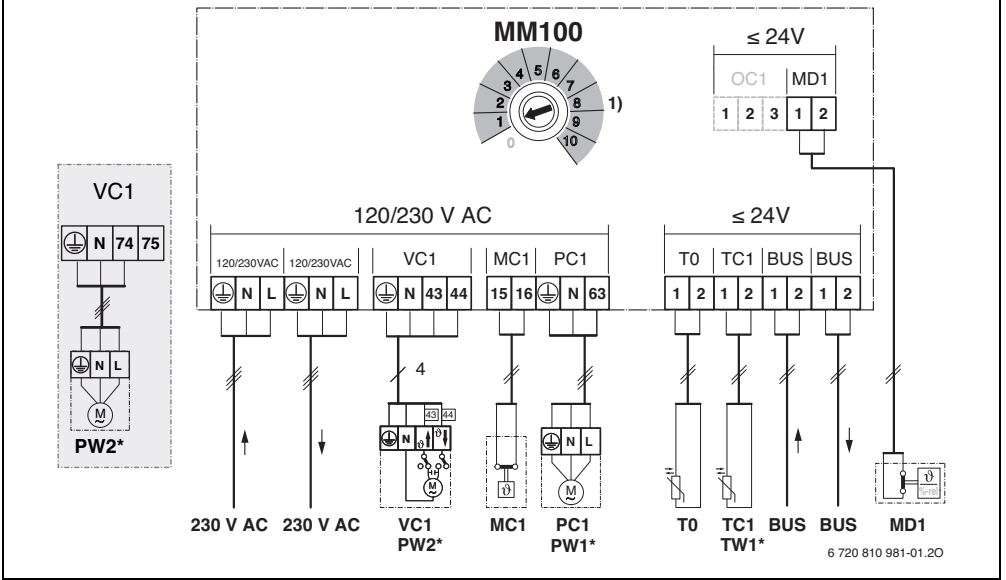 MM100
≤ 24V
OC1 MD1
1 2 3 1 2
0 1 2 3 4 5 6 7 8 9 10
1)
VC1
N 74 75
N L
M
PW2*
120/230 V AC
≤ 24V
120/230VAC 120/230VAC VC1 MC1 PC1 T0 TC1 BUS BUS
N L N L N 43 44 15 16 N 63 1 2 1 2 1 2 1 2
4
43 44
N ϑ ϑ
M
ϑ
N L
M
ϑ
%-rel
230 V AC 230 V AC VC1 MC1 PC1 T0 TC1 BUS BUS MD1
PW2* PW1* TW1*
6 720 810 981-01.2O